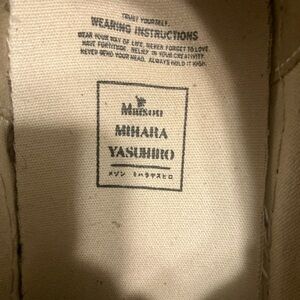 TRUST YOURSELF.
WEARING INSTRUCTIONS
WEAR YOUR WAY OF LIFE. NEVER FORGET TO LOVE
HAVE FORTITUDE. BELIEF IN YOUR CREATIVITY.
NEVER BEND YOUR HEAD. ALWAYS HOLD IT HIGH.
Maison
MIHARA
YASUHIRO
メゾン ミハラヤスヒロ